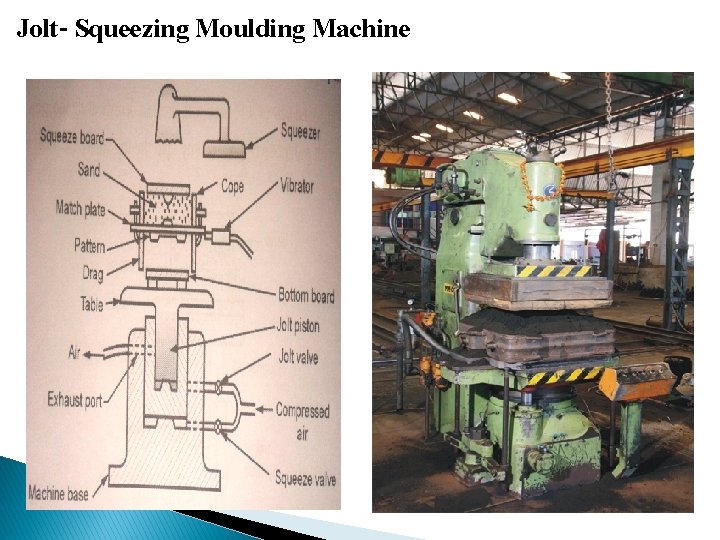 Jolt- Squeezing Moulding Machine
Squeeze board
Squeezer
Sand
Cope
Vibrator
Match plate
Pattern
Drag
Bottom board
Table
Jolt piston
Air
Jolt valve
Exhaust port
Compressed
air
Squeeze valve
Machine base